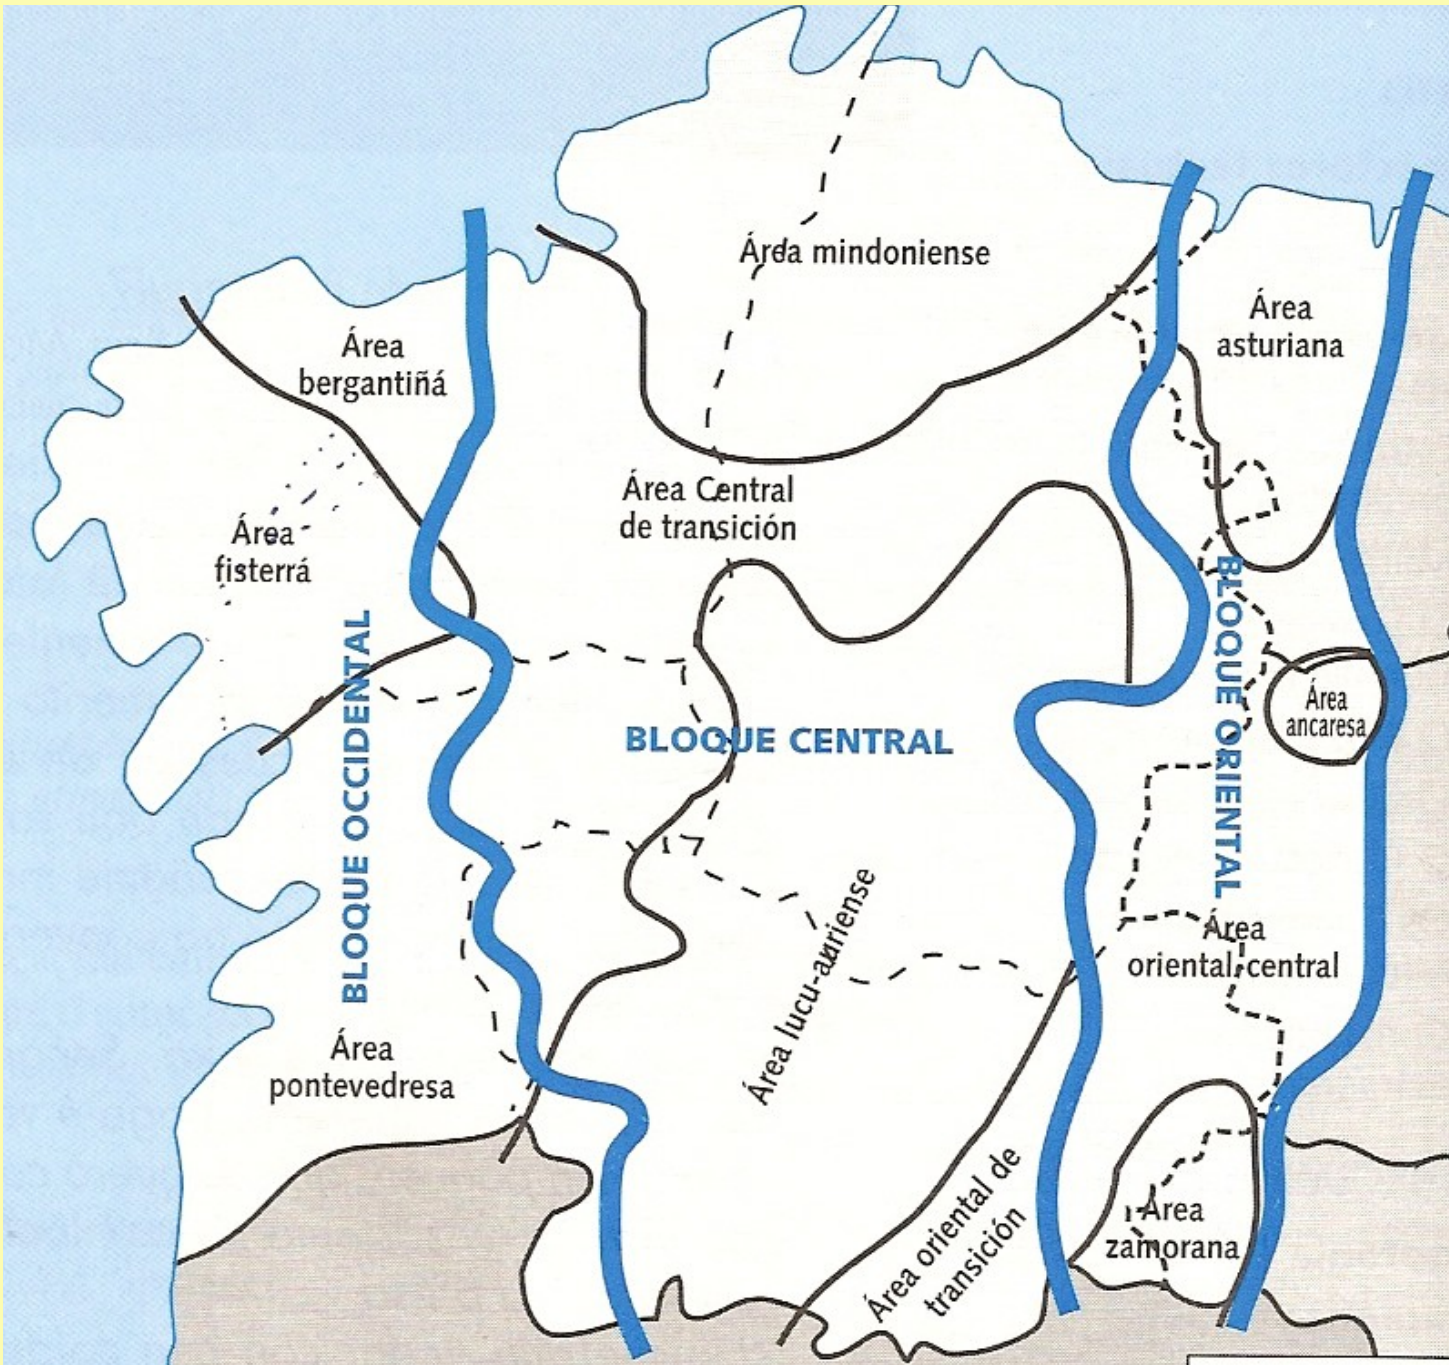 Área mindoniense
Área
asturiana
Área
bergantiñá
Área Central
de transición
Área
fisterrá
BLOQUE OCCIDENTAL
BLOQUE CENTRAL
BLOQUE ORIENTAL
Área
ancaresa
Área lucu-auriense
Área
oriental central
Área
pontevedresa
Área oriental de
transición
Área
zamorana